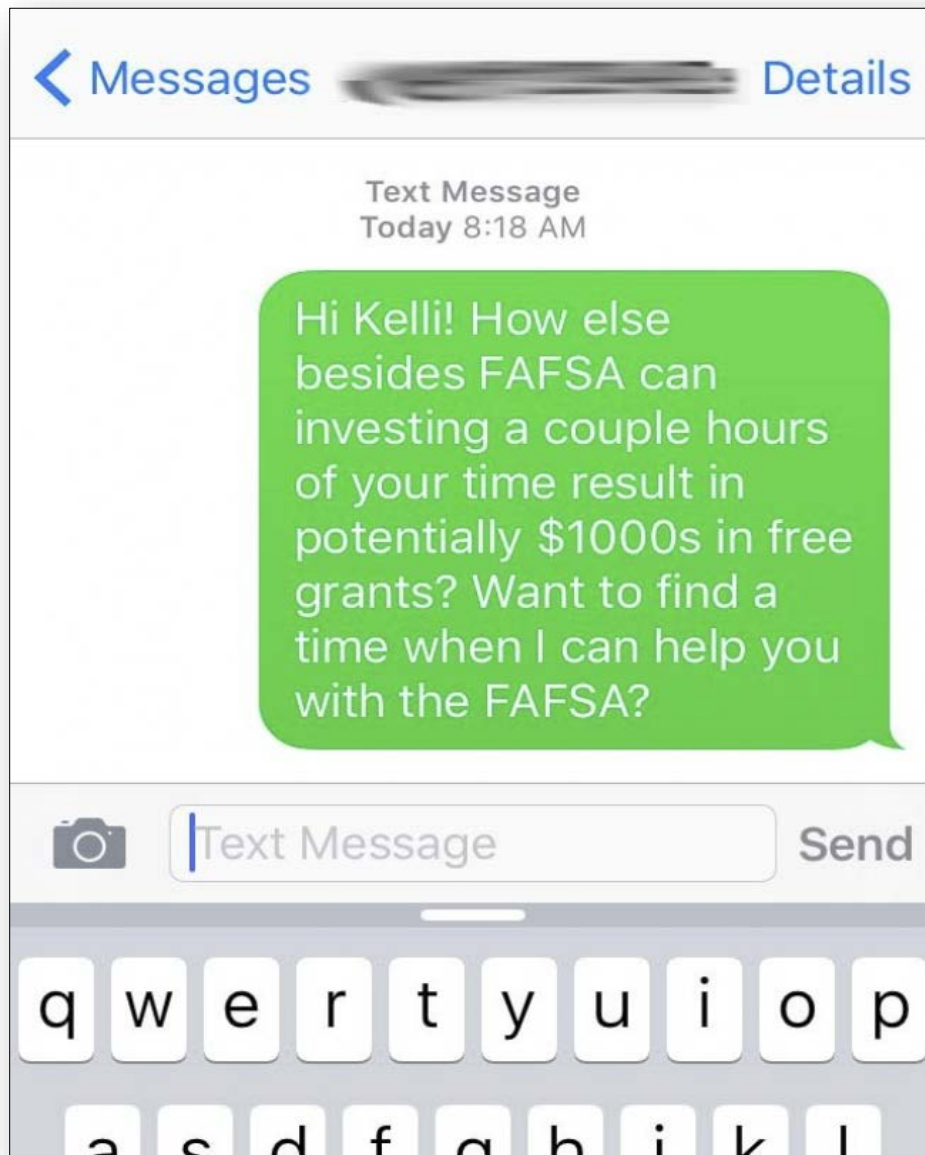 Messages Details
Text Message
Today 8:18 AM
Hi Kelli! How else
besides FAFSA can
investing a couple hours
of your time result in
potentially $1000s in free
grants? Want to find a
time when I can help you
with the FAFSA?
Text Message Send
q w e r t y u i o p
a s d f g h j k l